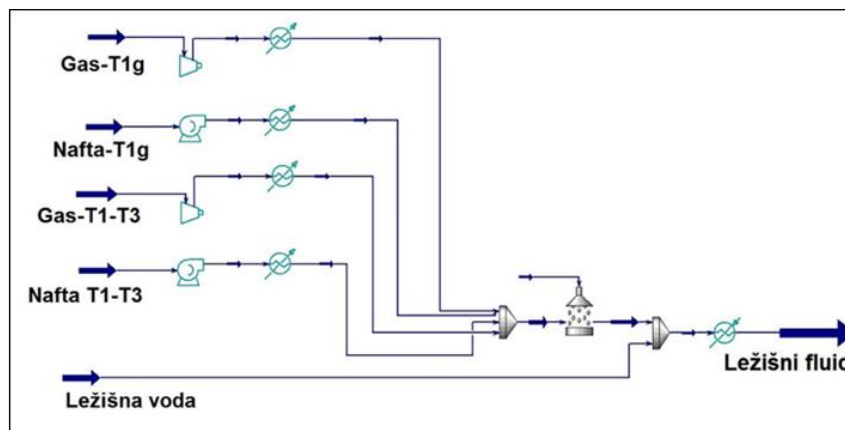 Gas-T1g
Nafta-T1g
Gas-T1-T3
Nafta T1-T3
Ležišni fluid
Ležišna voda